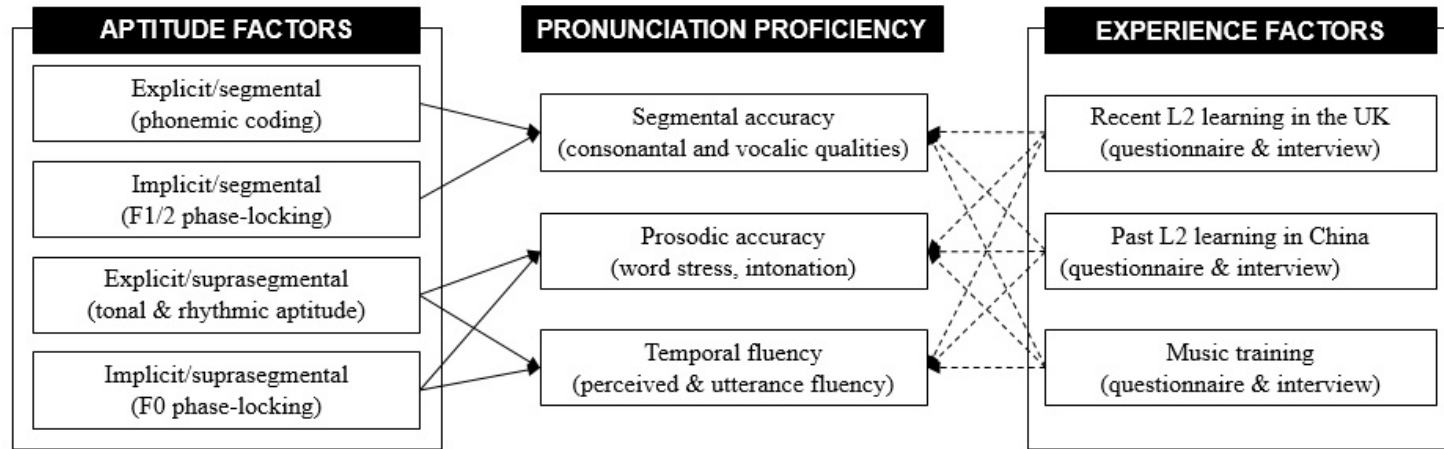 APTITUDE FACTORS
Explicit/segmental
(phonemic coding)
Implicit/segmental
(F1/2 phase-locking)
Explicit/suprasegmental
(tonal & rhythmic aptitude)
Implicit/suprasegmental
(F0 phase-locking)
PRONUNCIATION PROFICIENCY
Segmental accuracy
(consonantal and vocalic qualities)
Prosodic accuracy
(word stress, intonation)
Temporal fluency
(perceived & utterance fluency)
EXPERIENCE FACTORS
Recent L2 learning in the UK
(questionnaire & interview)
Past L2 learning in China
(questionnaire & interview)
Music training
(questionnaire & interview)